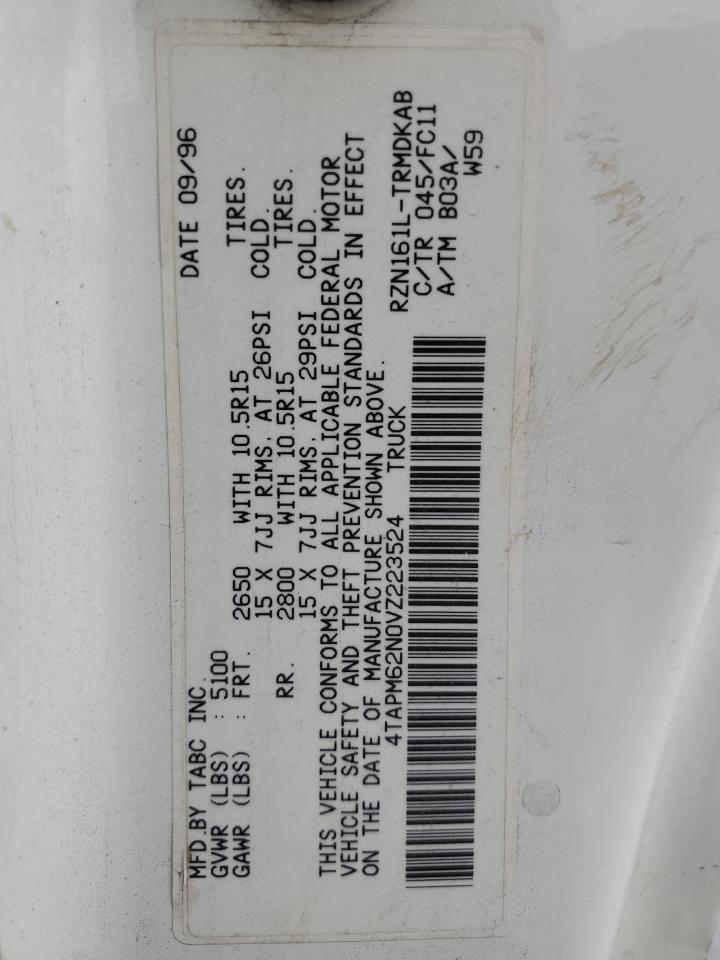 MFD.BY TABC INC. DATE 09/96
GVWR (LBS) : 5100
GAWR (LBS) : FRT. 2650 WITH 10.5R15 TIRES.
15 X 7JJ RIMS, AT 26PSI COLD.
RR. 2800 WITH 10.5R15 TIRES.
15 X 7JJ RIMS, AT 29PSI COLD.
THIS VEHICLE CONFORMS TO ALL APPLICABLE FEDERAL MOTOR
VEHICLE SAFETY AND THEFT PREVENTION STANDARDS IN EFFECT
ON THE DATE OF MANUFACTURE SHOWN ABOVE.
4TAPM62N0VZ223524 TRUCK
RZN161L-TRMDKAB
C/TR 045/FC11
A/TM B03A/
W59